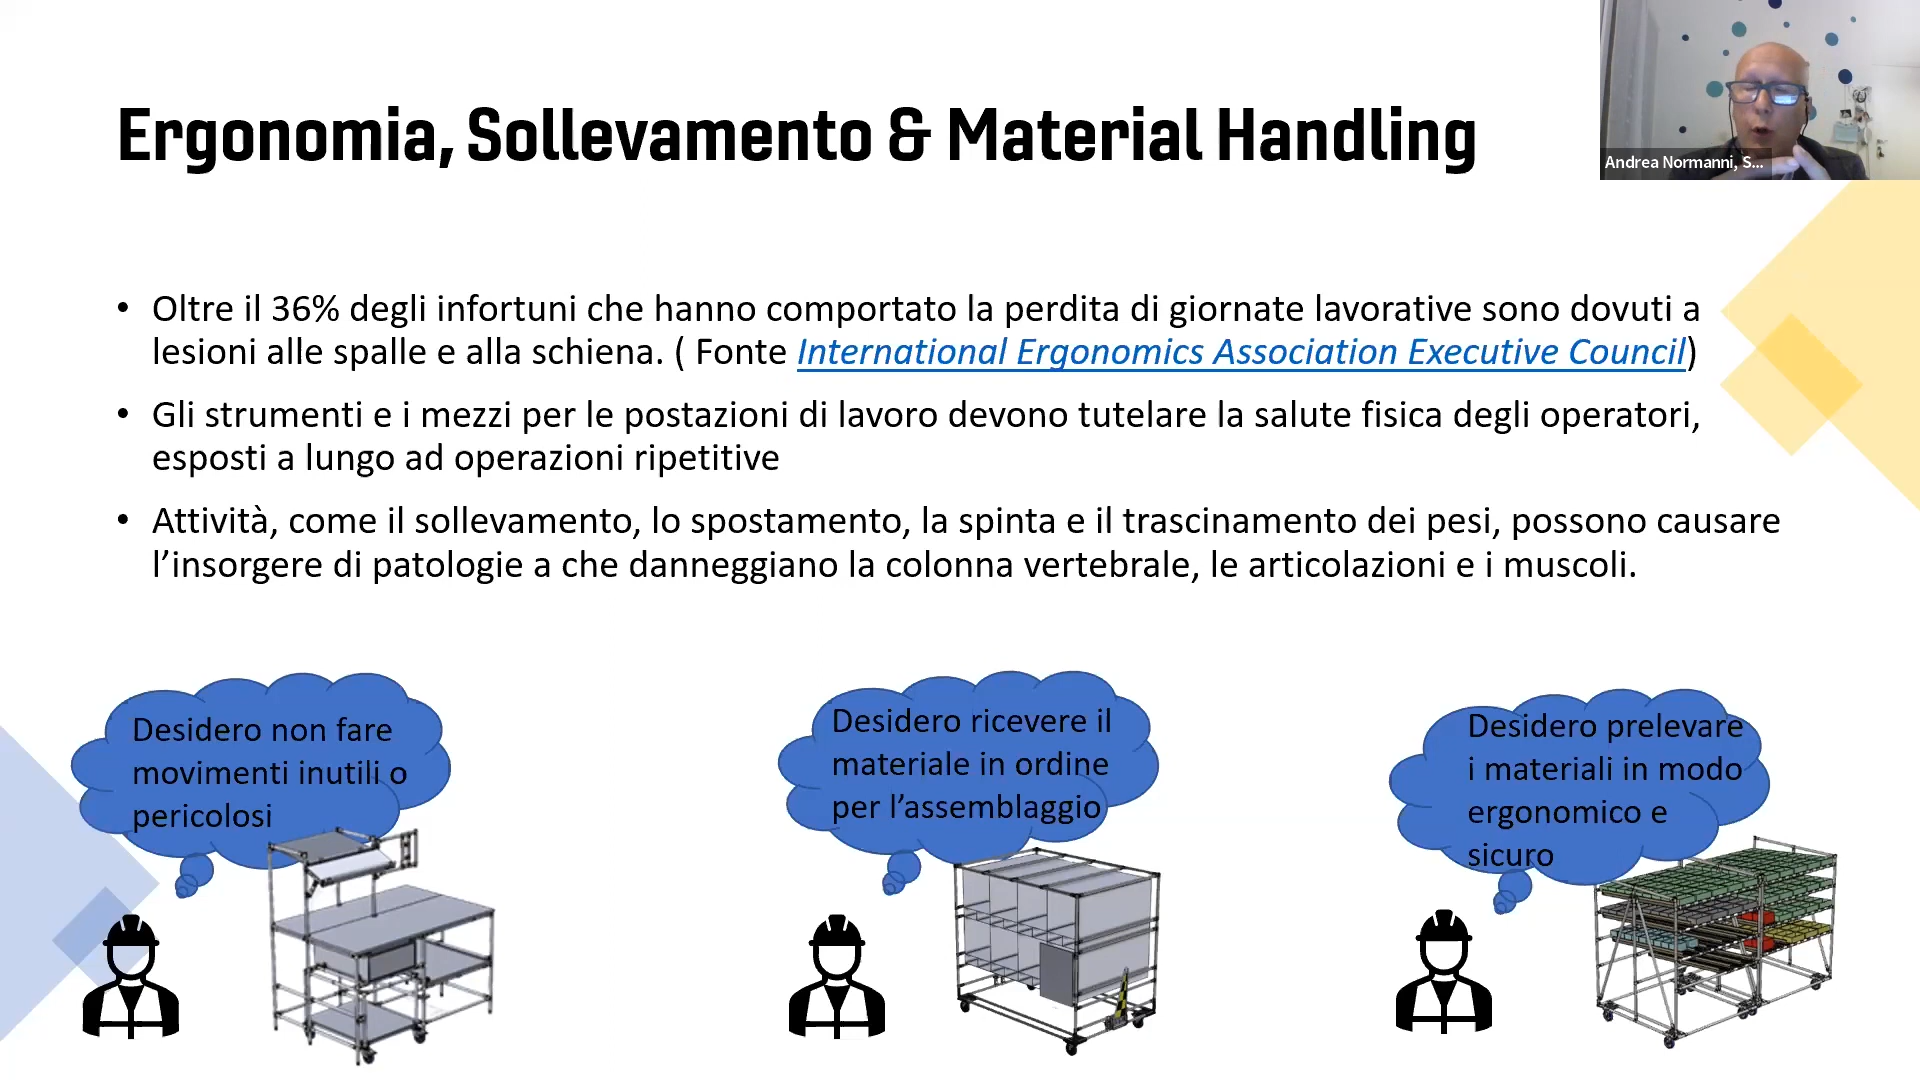 Ergonomia, Sollevamento & Material Handling
Andrea Normanni, S...
• Oltre il 36% degli infortuni che hanno comportato la perdita di giornate lavorative sono dovuti a
lesioni alle spalle e alla schiena. ( Fonte International Ergonomics Association Executive Council)
• Gli strumenti e i mezzi per le postazioni di lavoro devono tutelare la salute fisica degli operatori,
esposti a lungo ad operazioni ripetitive
• Attività, come il sollevamento, lo spostamento, la spinta e il trascinamento dei pesi, possono causare
l’insorgere di patologie a che danneggiano la colonna vertebrale, le articolazioni e i muscoli.
Desidero non fare
movimenti inutili o
pericolosi
Desidero ricevere il
materiale in ordine
per l’assemblaggio
Desidero prelevare
i materiali in modo
ergonomico e
sicuro